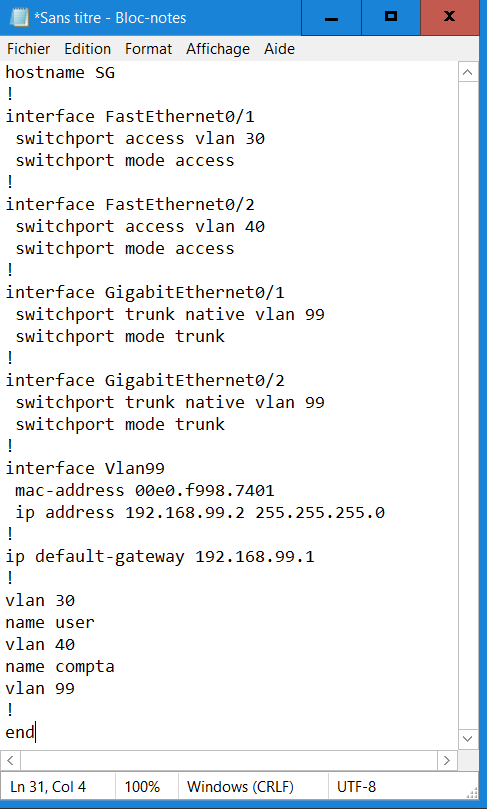 *Sans titre - Bloc-notes
Fichier Edition Format Affichage Aide
hostname SG
!
interface FastEthernet0/1
 switchport access vlan 30
 switchport mode access
!
interface FastEthernet0/2
 switchport access vlan 40
 switchport mode access
!
interface GigabitEthernet0/1
 switchport trunk native vlan 99
 switchport mode trunk
!
interface GigabitEthernet0/2
 switchport trunk native vlan 99
 switchport mode trunk
!
interface Vlan99
 mac-address 00e0.f998.7401
 ip address 192.168.99.2 255.255.255.0
!
ip default-gateway 192.168.99.1
!
vlan 30
name user
vlan 40
name compta
vlan 99
!
end
Ln 31, Col 4 100% Windows (CRLF) UTF-8